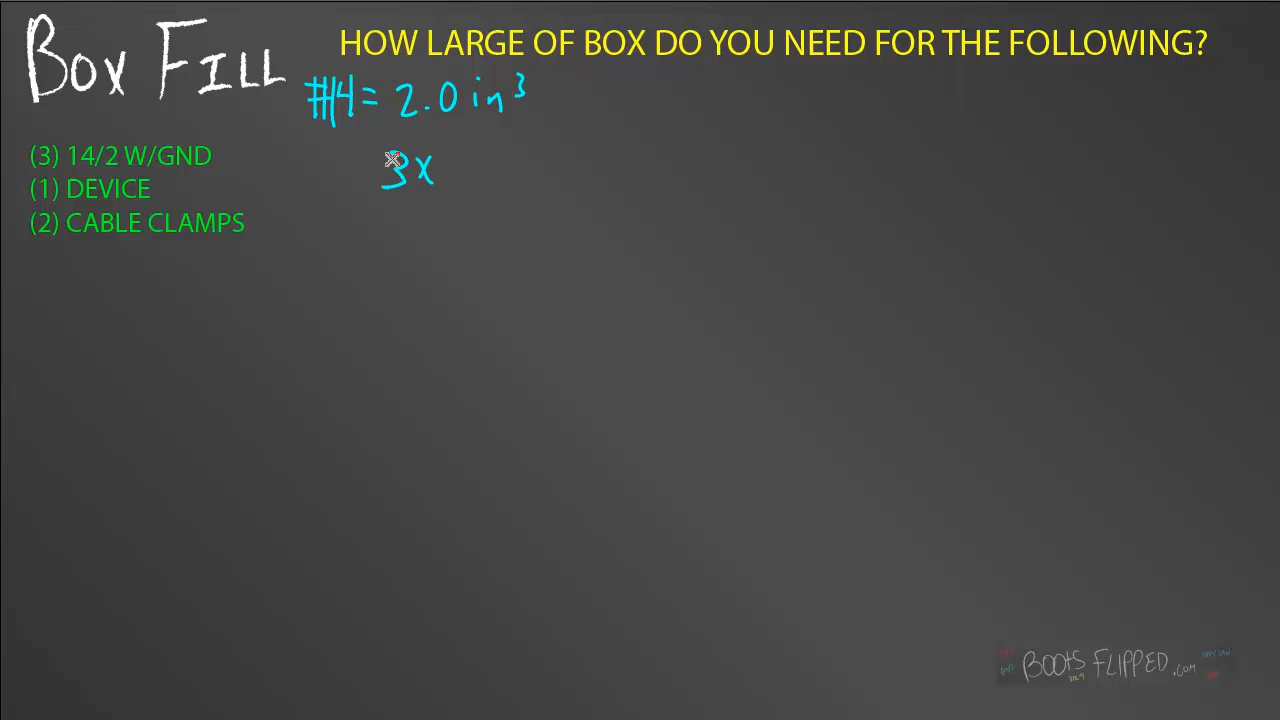 Box Fill
HOW LARGE OF BOX DO YOU NEED FOR THE FOLLOWING?
#14 = 2.0 in³
(3) 14/2 W/GND
3x
(1) DEVICE
(2) CABLE CLAMPS
Boots Flipped.com